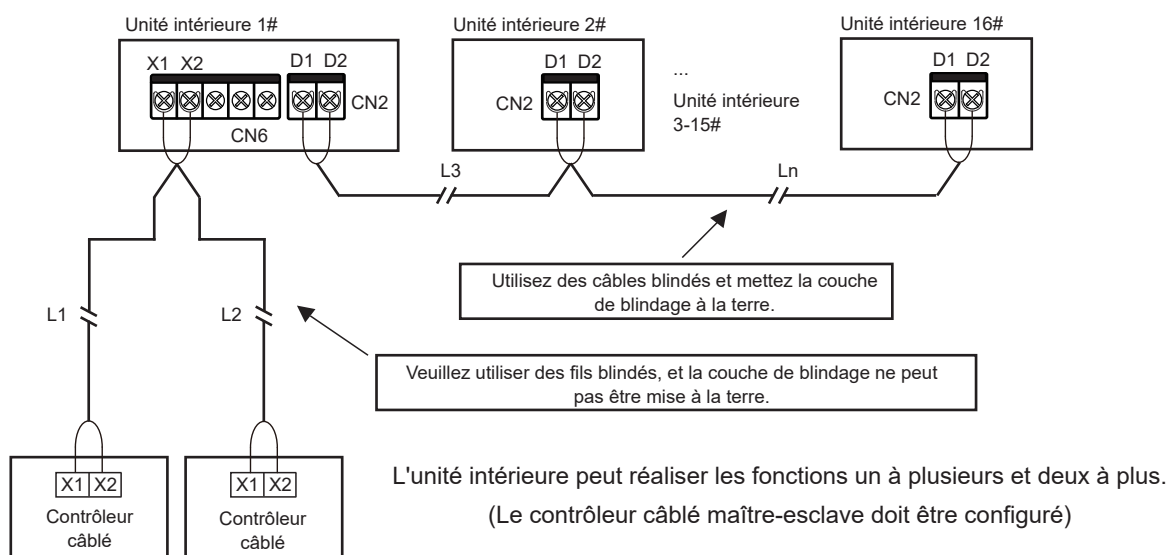 Unité intérieure 1#
Unité intérieure 2#
Unité intérieure 16#
X1 X2
D1 D2
CN2
CN6
D1 D2
CN2
...
Unité intérieure
3-15#
D1 D2
CN2
L3
Ln
Utilisez des câbles blindés et mettez la couche
de blindage à la terre.
L1
L2
Veuillez utiliser des fils blindés, et la couche de blindage ne peut
pas être mise à la terre.
X1 X2
Contrôleur
câblé
X1 X2
Contrôleur
câblé
L'unité intérieure peut réaliser les fonctions un à plusieurs et deux à plus.
(Le contrôleur câblé maître-esclave doit être configuré)